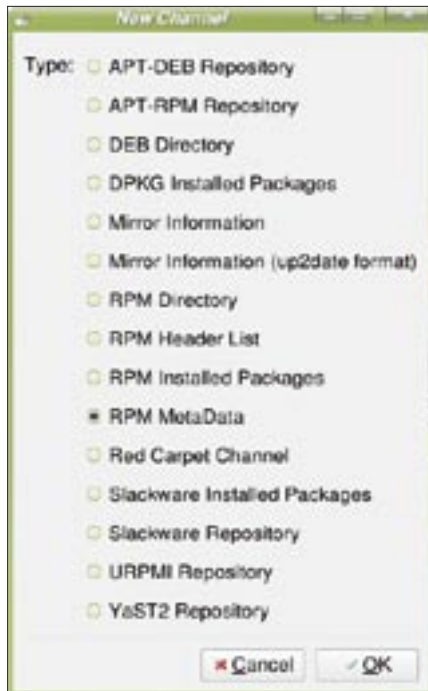 New Channel
Type: APT-DEB Repository
APT-RPM Repository
DEB Directory
DPKG Installed Packages
Mirror Information
Mirror Information (up2date format)
RPM Directory
RPM Header List
RPM Installed Packages
RPM MetaData
Red Carpet Channel
Slackware Installed Packages
Slackware Repository
URPMI Repository
YaST2 Repository
Cancel OK